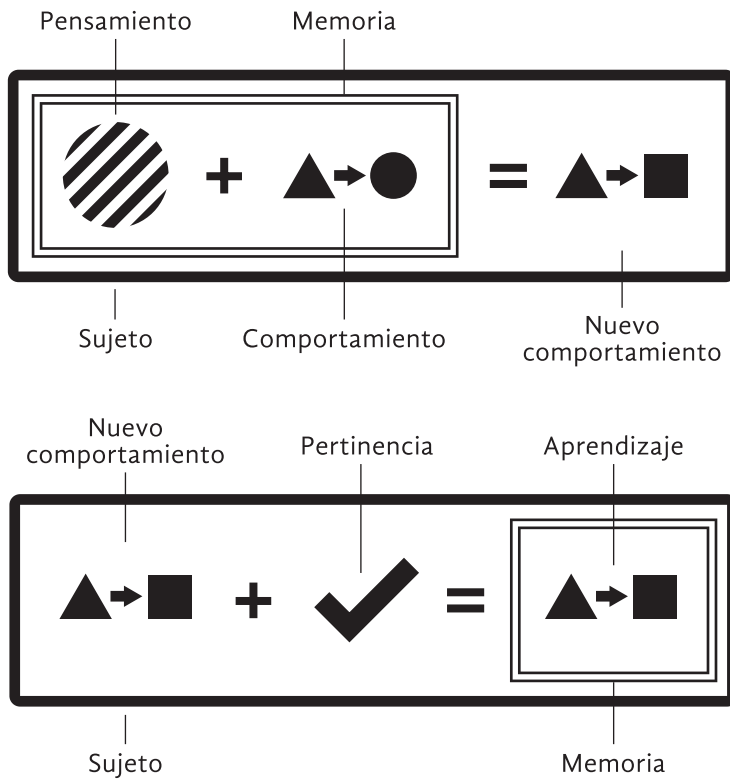 Pensamiento
Memoria
+
=
Sujeto
Comportamiento
Nuevo
comportamiento
Nuevo
comportamiento
Pertinencia
Aprendizaje
+
=
Sujeto
Memoria